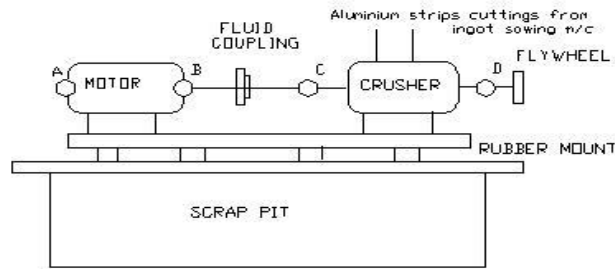 Aluminium strips cuttings from
ingot sowing m/c
FLUID
COUPLING
FLYWHEEL
A
MOTOR
B
C
CRUSHER
D
RUBBER MOUNT
SCRAP PIT